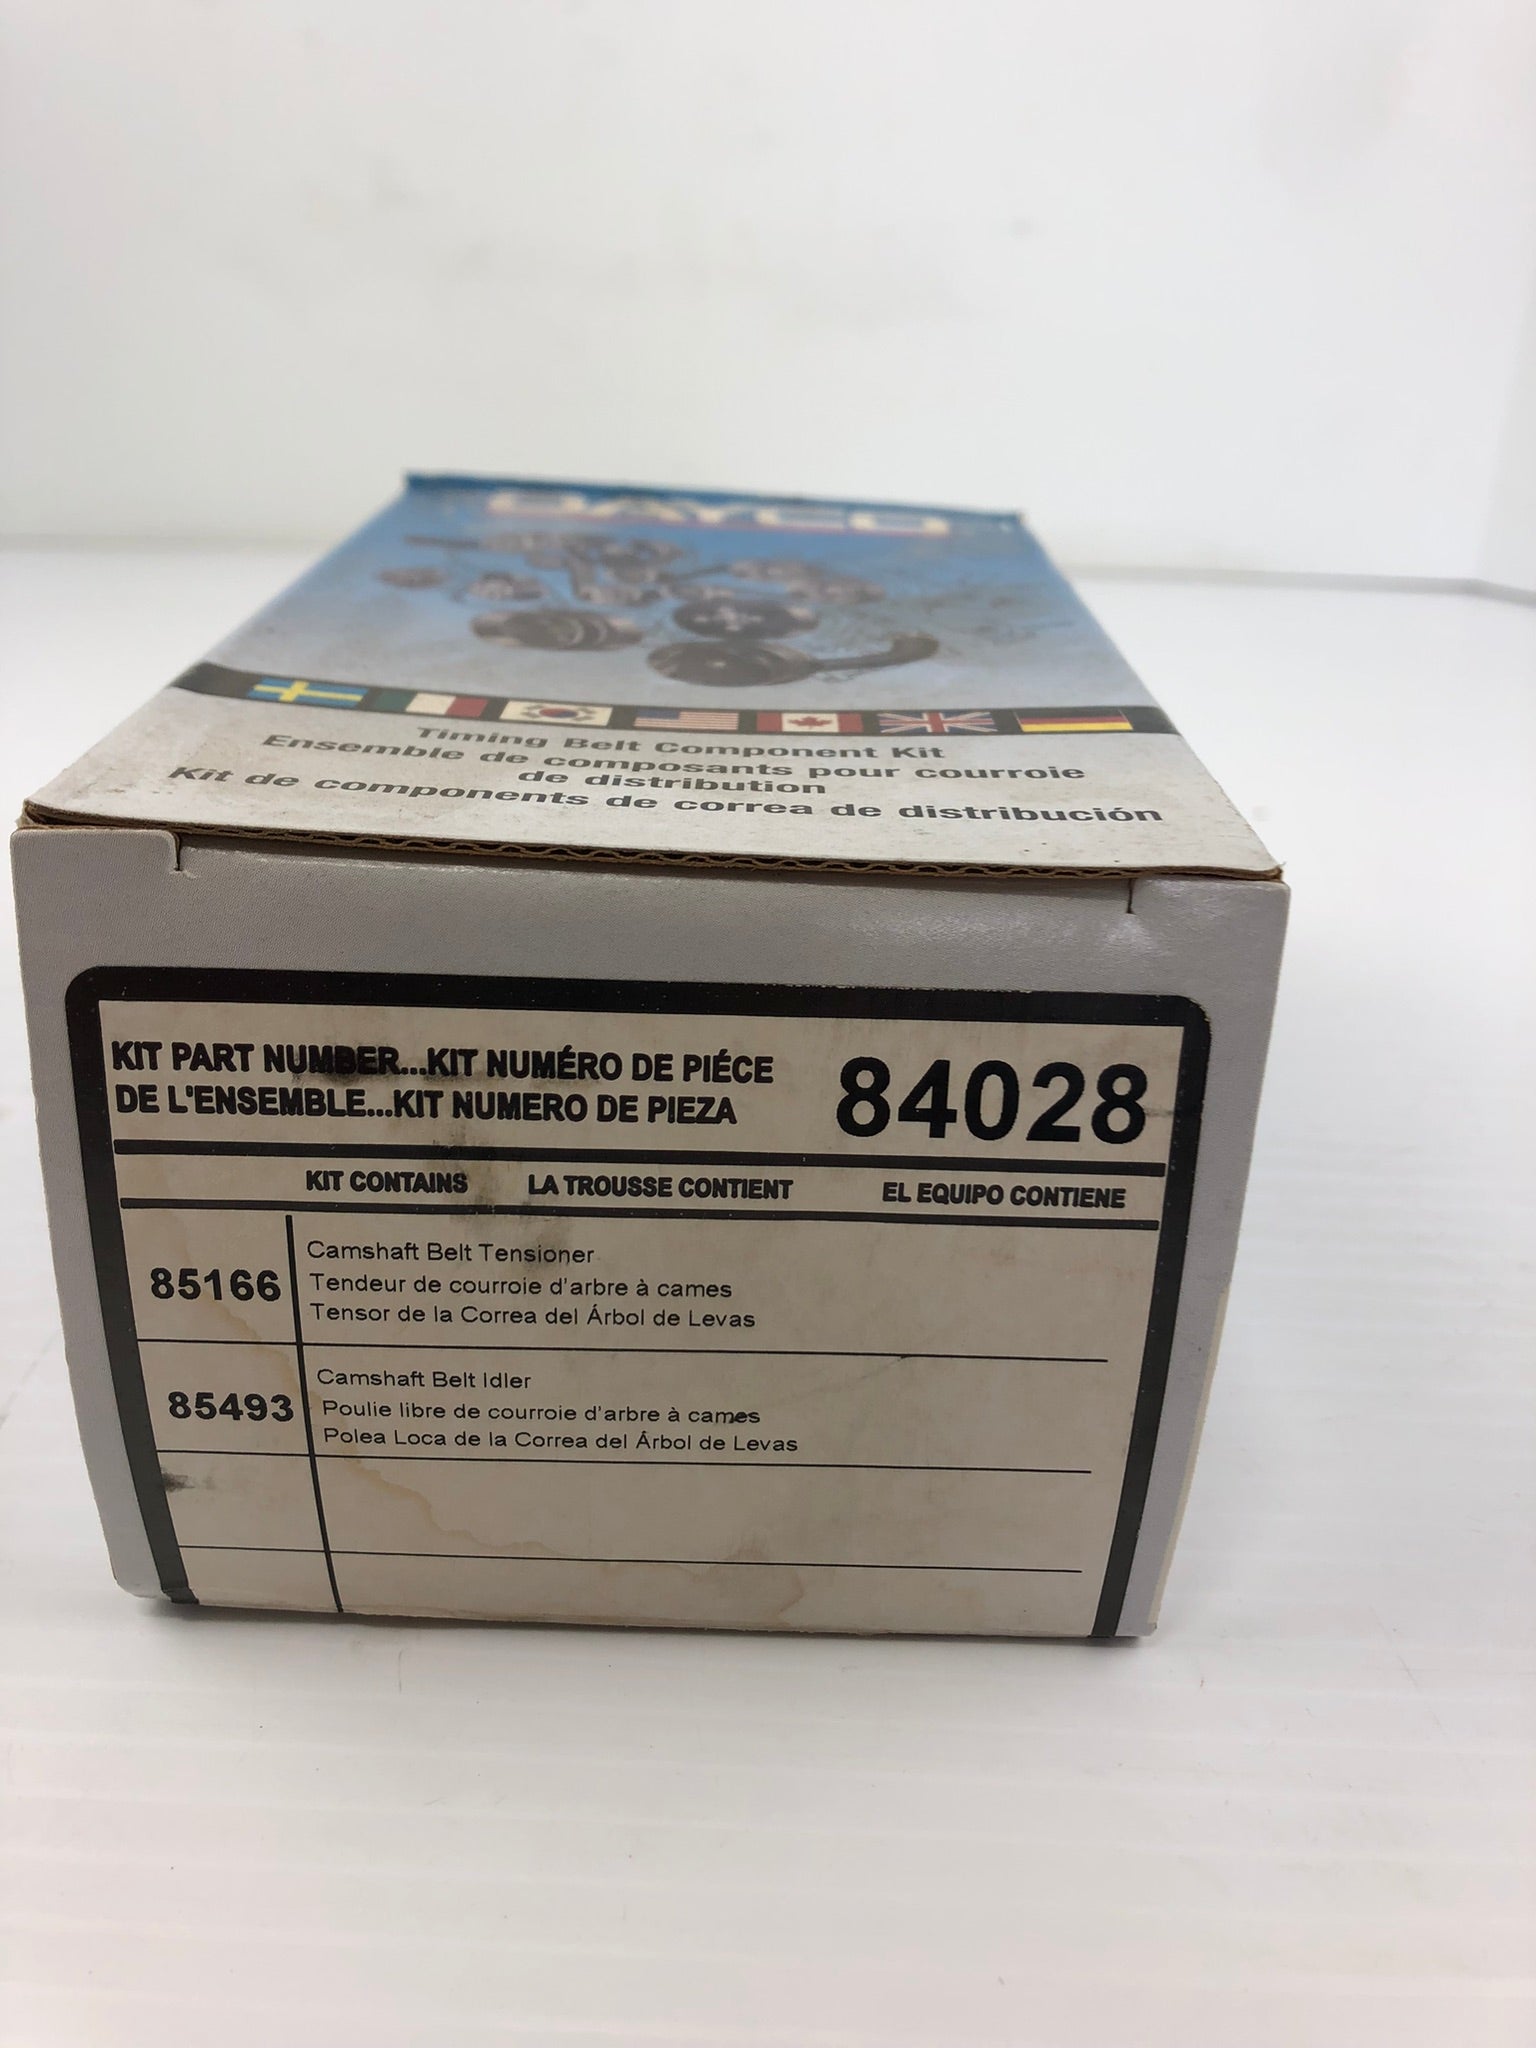 DAYCO
Timing Belt Component Kit
Ensemble de composants pour courroie
de distribution
Kit de componentes de correa de distribución
KIT PART NUMBER...KIT NUMÉRO DE PIÉCE
DE L'ENSEMBLE...KIT NUMERO DE PIEZA
84028
KIT CONTAINS LA TROUSSE CONTIENT EL EQUIPO CONTIENE
85166
Camshaft Belt Tensioner
Tendeur de courroie d'arbre à cames
Tensor de la Correa del Árbol de Levas
85493
Camshaft Belt Idler
Poulie libre de courroie d'arbre à cames
Polea Loca de la Correa del Árbol de Levas